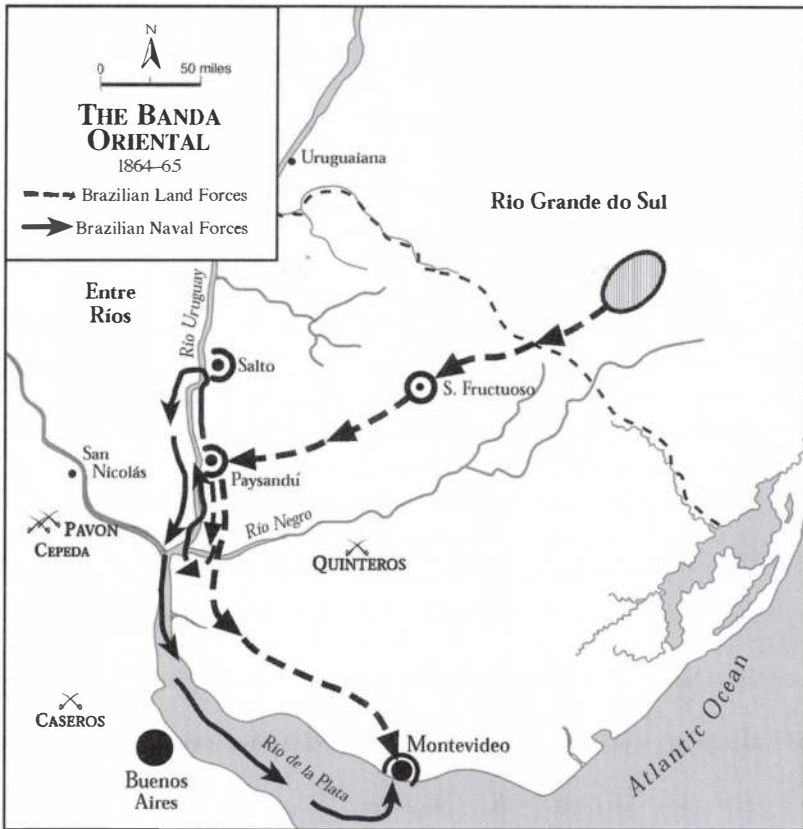 N
0 50 miles
THE BANDA
ORIENTAL
1864–65
Brazilian Land Forces
Brazilian Naval Forces
Uruguaiana
Rio Grande do Sul
Entre
Ríos
Río Uruguay
Salto
S. Fructuoso
San
Nicolás
Paysandú
Río Negro
PAVON
CEPEDA
QUINTEROS
Atlantic Ocean
CASEROS
Montevideo
Río de la Plata
Buenos
Aires